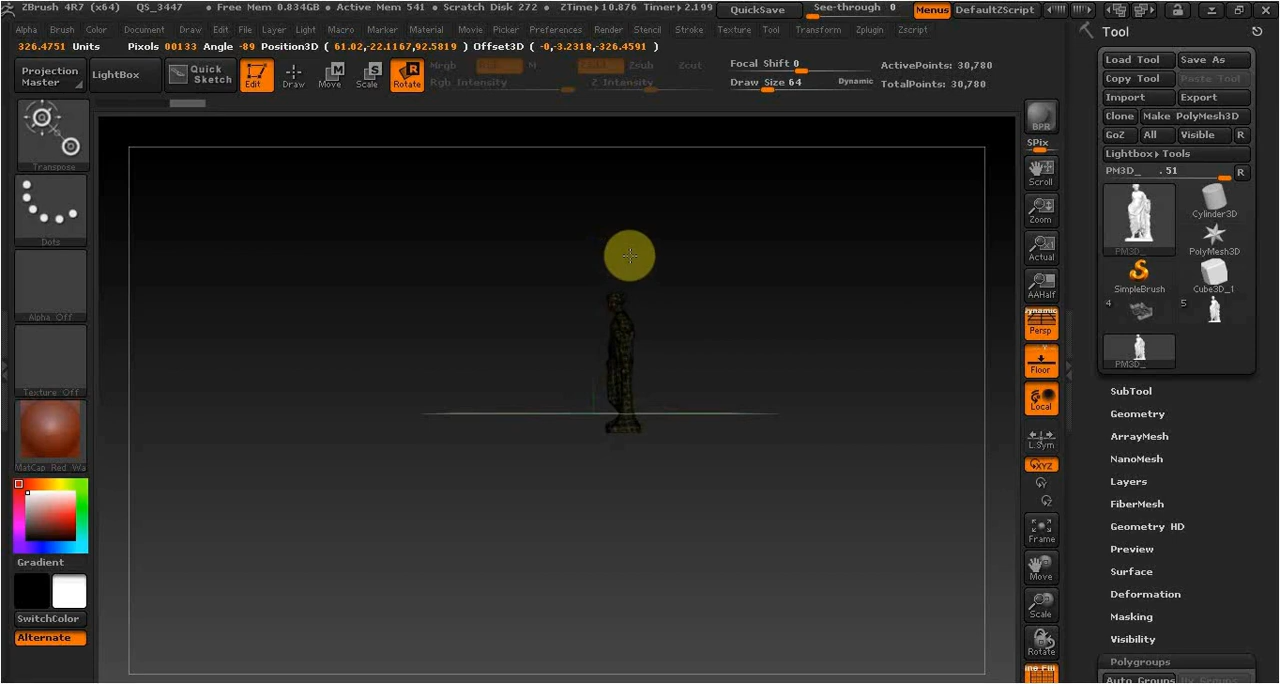 ZBrush 4R7 (x64) QS_3447 • Free Mem 0.834GB • Active Mem 541 • Scratch Disk 272 • ZTime▸10.876 Timer▸2.199 QuickSave See-through 0 Menus DefaultZScript
Alpha Brush Color Document Draw Edit File Layer Light Macro Marker Material Movie Picker Preferences Render Stencil Stroke Texture Tool Transform Zplugin Zscript
326.4751 Units Pixels 00133 Angle -89 Position3D ( 61.02,-22.1167,92.5819 ) Offset3D ( -0,-3.2318,-326.4591 )
Projection Master
LightBox
Quick Sketch
Edit
Draw
Move
Scale
Rotate
Mrgb M
Rgb Intensity
Zsub Zcut
Z Intensity
Focal Shift 0
Draw Size 64 Dynamic
ActivePoints: 30,780
TotalPoints: 30,780
Transpose
Dots
Alpha Off
Texture Off
MatCap Red Wa
Gradient
SwitchColor
Alternate
BPR
SPix
Scroll
Zoom
Actual
AAHalf
Dynamic
Persp
Floor
Local
L.Sym
XYZ
Y
Z
Frame
Move
Scale
Rotate
Line Fill
Tool
Load Tool Save As
Copy Tool Paste Tool
Import Export
Clone Make PolyMesh3D
GoZ All Visible R
Lightbox▸Tools
PM3D_ . 51 R
PM3D_
Cylinder3D
PolyMesh3D
SimpleBrush
Cube3D_1
4 5
PM3D_
SubTool
Geometry
ArrayMesh
NanoMesh
Layers
FiberMesh
Geometry HD
Preview
Surface
Deformation
Masking
Visibility
Polygroups
Auto Groups Uv Groups